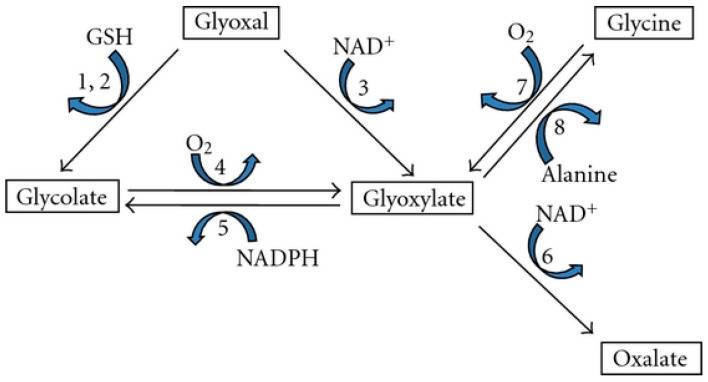 Glyoxal
Glycine
GSH
NAD⁺
O₂
1, 2
3
7
8
O₂
4
Alanine
Glycolate
Glyoxylate
5
NADPH
NAD⁺
6
Oxalate